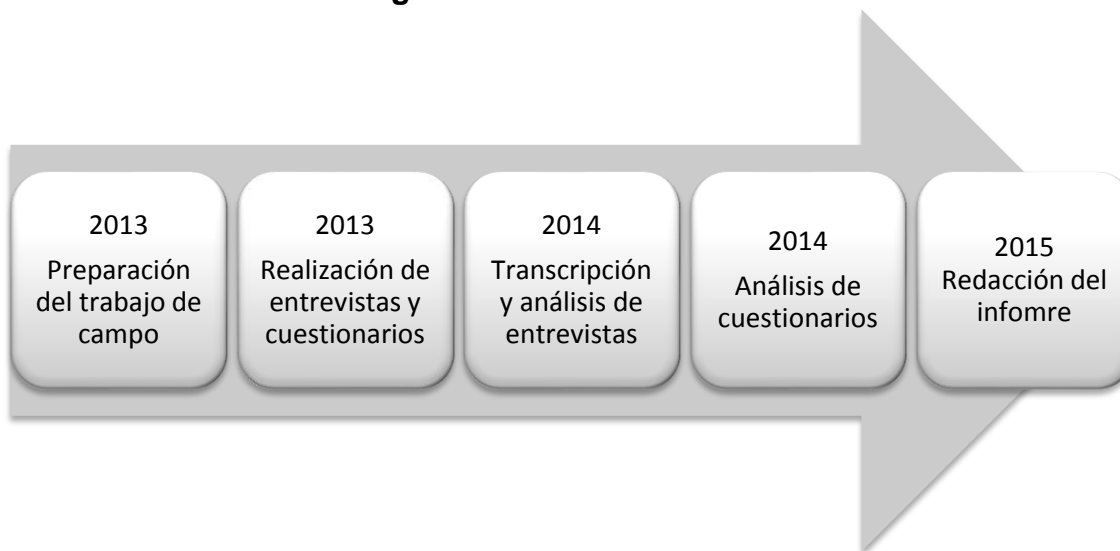 2013
Preparación
del trabajo de
campo
2013
Realización de
entrevistas y
cuestionarios
2014
Transcripción
y análisis de
entrevistas
2014
Análisis de
cuestionarios
2015
Redacción del
infomre